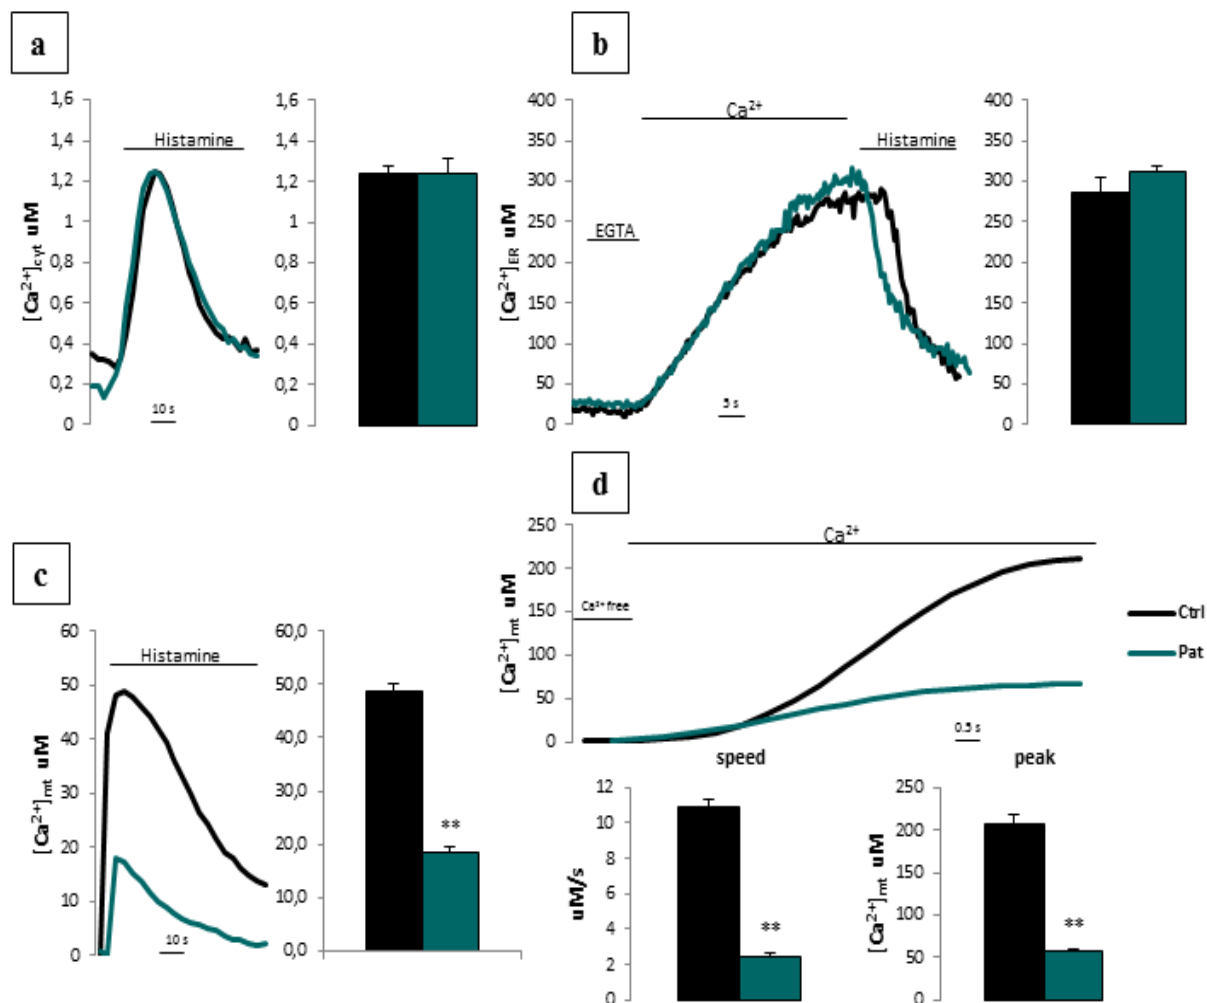 a
[Ca²⁺]cyt uM
1,6
1,4
1,2
1
0,8
0,6
0,4
0,2
0
Histamine
10 s
1,6
1,4
1,2
1
0,8
0,6
0,4
0,2
0
b
[Ca²⁺]ER uM
400
350
300
250
200
150
100
50
0
EGTA
Ca²⁺
Histamine
5 s
400
350
300
250
200
150
100
50
0
c
[Ca²⁺]mt uM
60
50
40
30
20
10
0
Histamine
10 s
60,0
50,0
40,0
30,0
20,0
10,0
0,0
**
d
[Ca²⁺]mt uM
250
200
150
100
50
0
Ca²⁺ free
Ca²⁺
0.5 s
Ctrl
Pat
speed
uM/s
12
10
8
6
4
2
0
**
peak
[Ca²⁺]mt uM
250
200
150
100
50
0
**